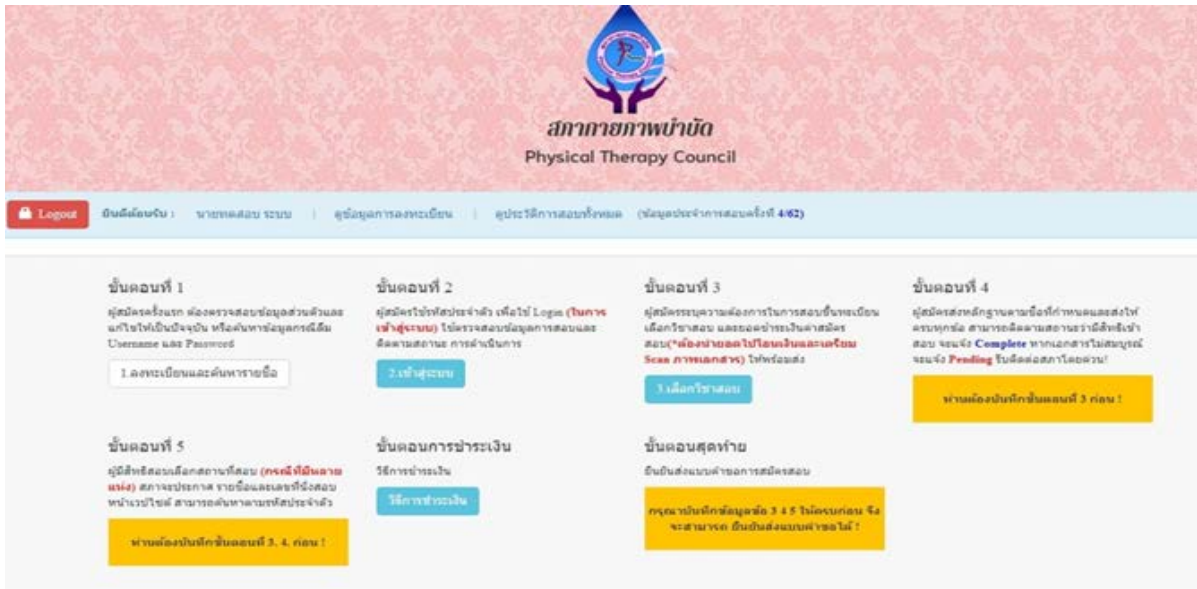 สภากายภาพบำบัด
Physical Therapy Council
Logout ยินดีต้อนรับ : นายทดสอบ ระบบ | ดูข้อมูลการลงทะเบียน | ดูประวัติการสอบทั้งหมด (ข้อมูลประจำการสอบครั้งที่ 4/62)
ขั้นตอนที่ 1
ผู้สมัครครั้งแรก ต้องตรวจสอบข้อมูลส่วนตัวและ
แก้ไขให้เป็นปัจจุบัน หรือค้นหาข้อมูลกรณีลืม
Username และ Password
1.ลงทะเบียนและค้นหารายชื่อ
ขั้นตอนที่ 2
ผู้สมัครใช้รหัสประจำตัว เพื่อใช้ Login (ในการ
เข้าสู่ระบบ) ใช้ตรวจสอบข้อมูลการสอบและ
ติดตามสถานะ การดำเนินการ
2.เข้าสู่ระบบ
ขั้นตอนที่ 3
ผู้สมัครระบุความต้องการในการสอบขึ้นทะเบียน
เลือกวิชาสอบ และยอดชำระเงินค่าสมัคร
สอบ(*ต้องนำยอดไปโอนเงินและเตรียม
Scan ภาพเอกสาร) ให้พร้อมส่ง
3.เลือกวิชาสอบ
ขั้นตอนที่ 4
ผู้สมัครส่งหลักฐานตามชื่อที่กำหนดและส่งให้
ครบทุกข้อ สามารถติดตามสถานะว่ามีสิทธิเข้า
สอบ จะแจ้ง Complete หากเอกสารไม่สมบูรณ์
จะแจ้ง Pending รีบติดต่อสภาโดยด่วน!
ท่านต้องบันทึกขั้นตอนที่ 3 ก่อน !
ขั้นตอนที่ 5
ผู้มีสิทธิสอบเลือกสถานที่สอบ (กรณีที่มีหลาย
แห่ง) สภาจะประกาศ รายชื่อและเลขที่นั่งสอบ
หน้าเวปไซต์ สามารถค้นหาตามรหัสประจำตัว
ท่านต้องบันทึกขั้นตอนที่ 3. 4. ก่อน !
ขั้นตอนการชำระเงิน
วิธีการชำระเงิน
วิธีการชำระเงิน
ขั้นตอนสุดท้าย
ยืนยันส่งแบบคำขอการสมัครสอบ
กรุณาบันทึกข้อมูลข้อ 3 4 5 ให้ครบก่อน จึง
จะสามารถ ยืนยันส่งแบบคำขอได้ !